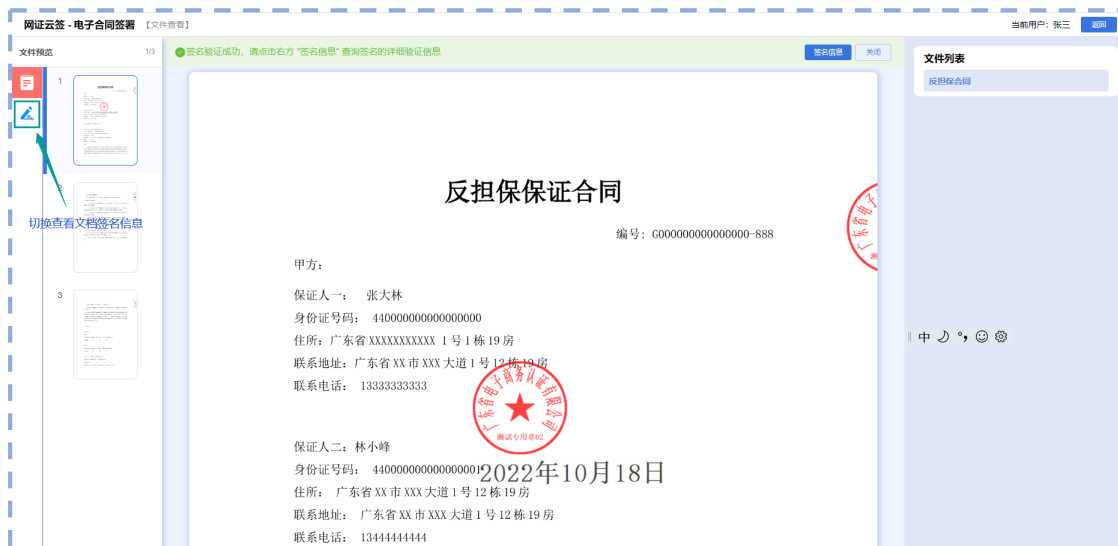 网证云签 - 电子合同签署 【文件查看】
当前用户：张三 返回
文件预览 1/3
签名验证成功，请点击右方 "签名信息" 查询签名的详细验证信息
签名信息 关闭
文件列表
反担保合同
1
2
3
切换查看文档签名信息
反担保保证合同
编号：G000000000000000-888
甲方：
保证人一： 张大林
身份证号码： 440000000000000000
住所：广东省 XXXXXXXXXXX 1 号 1 栋 19 房
联系地址：广东省 XX 市 XXX 大道 1 号 12 栋 19 房
联系电话： 13333333333
广东省电子商务认证有限公司
测试专用章02
保证人二：林小峰
身份证号码： 440000000000000001
2022年10月18日
住所： 广东省 XX 市 XXX 大道 1 号 12 栋 19 房
联系地址： 广东省 XX 市 XXX 大道 1 号 12 栋 19 房
联系电话： 13444444444
广东省电子
测
中